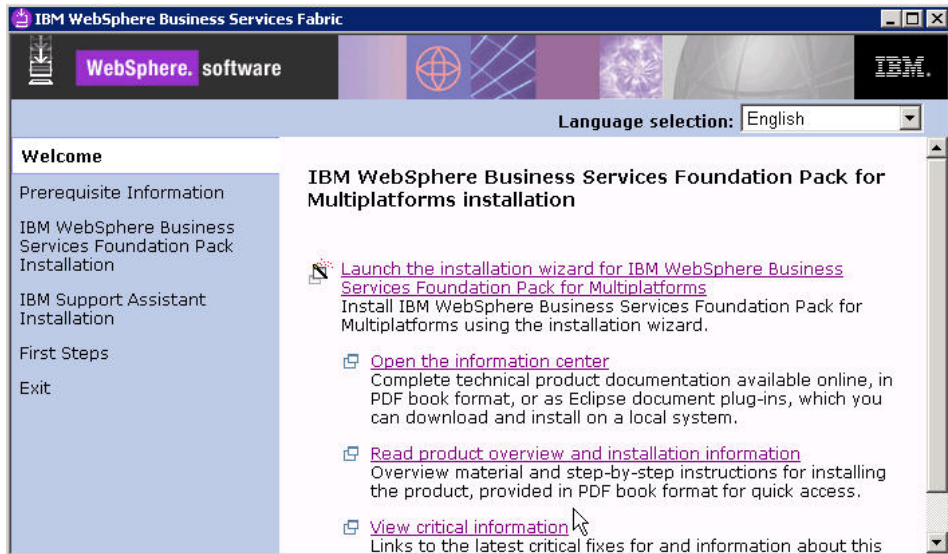 IBM WebSphere Business Services Fabric
WebSphere. software
IBM.
Language selection: English
Welcome
Prerequisite Information
IBM WebSphere Business
Services Foundation Pack
Installation
IBM Support Assistant
Installation
First Steps
Exit
IBM WebSphere Business Services Foundation Pack for
Multiplatforms installation
Launch the installation wizard for IBM WebSphere Business
Services Foundation Pack for Multiplatforms
Install IBM WebSphere Business Services Foundation Pack for
Multiplatforms using the installation wizard.
Open the information center
Complete technical product documentation available online, in
PDF book format, or as Eclipse document plug-ins, which you
can download and install on a local system.
Read product overview and installation information
Overview material and step-by-step instructions for installing
the product, provided in PDF book format for quick access.
View critical information
Links to the latest critical fixes for and information about this